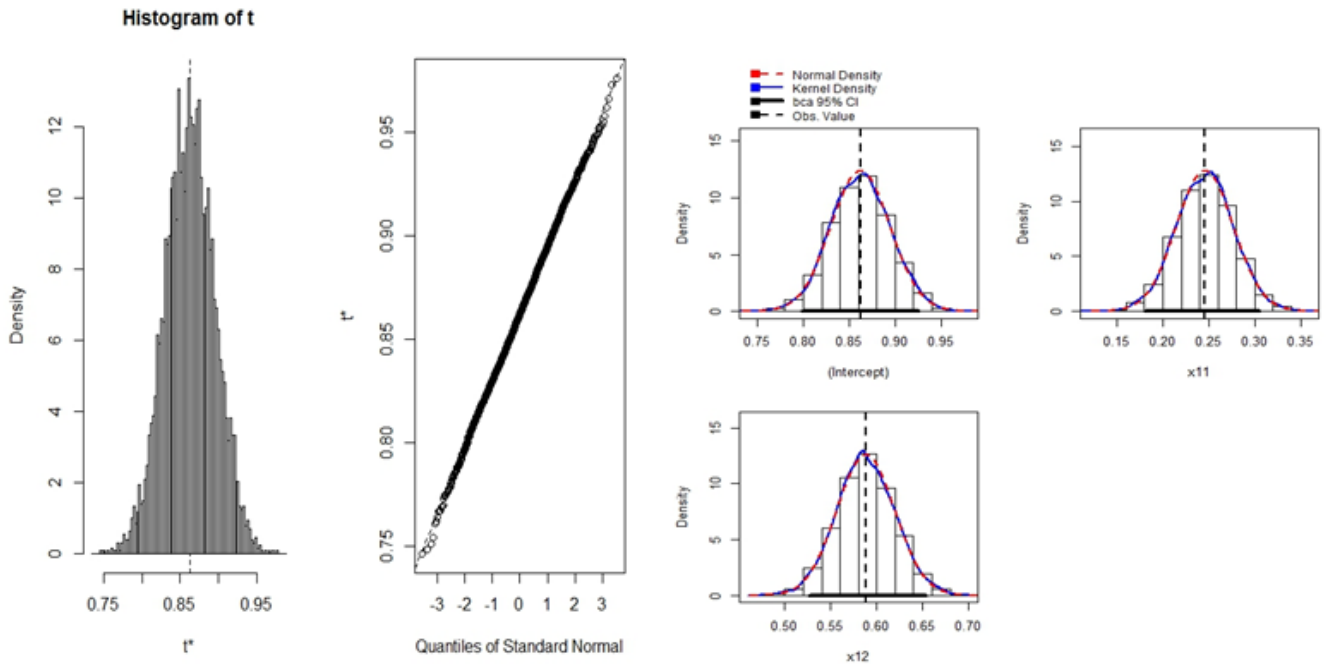 Histogram of t
Density
0 2 4 6 8 10 12
0.75 0.85 0.95
t*
t*
0.75 0.80 0.85 0.90 0.95
-3 -2 -1 0 1 2 3
Quantiles of Standard Normal
Normal Density
Kernel Density
bca 95% CI
Obs. Value
Density
0 5 10 15
0.75 0.80 0.85 0.90 0.95
(Intercept)
Density
0 5 10 15
0.15 0.20 0.25 0.30 0.35
x11
Density
0 5 10 15
0.50 0.55 0.60 0.65 0.70
x12